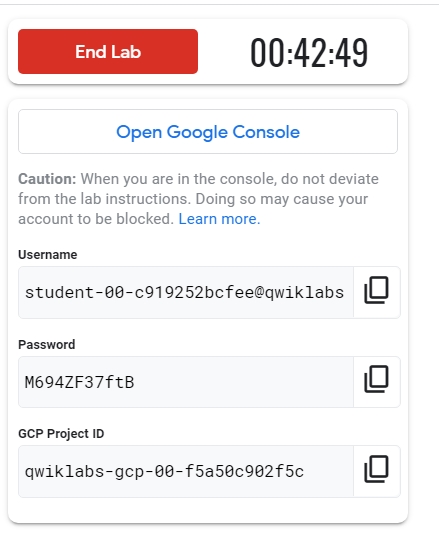 End Lab
00:42:49
Open Google Console
Caution: When you are in the console, do not deviate
from the lab instructions. Doing so may cause your
account to be blocked. Learn more.
Username
student-00-c919252bcfee@qwiklabs
Password
M694ZF37ftB
GCP Project ID
qwiklabs-gcp-00-f5a50c902f5c